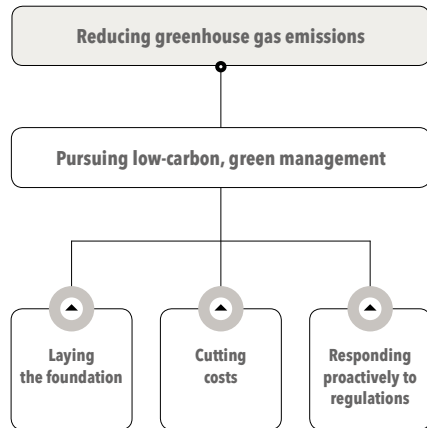 Reducing greenhouse gas emissions
Pursuing low-carbon, green management
Laying
the foundation
Cutting
costs
Responding
proactively to
regulations